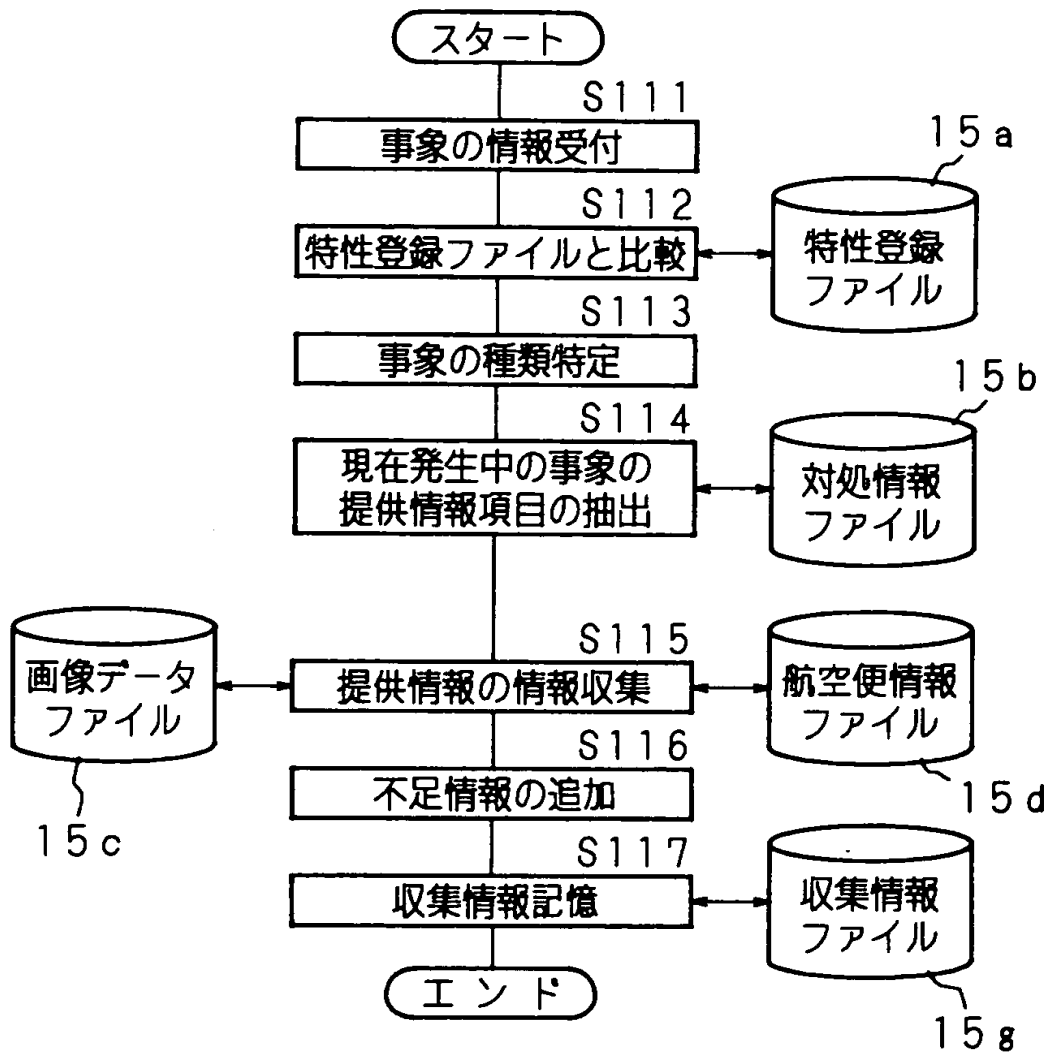 スタート
S111
事象の情報受付
15a
S112
特性登録ファイルと比較
特性登録
ファイル
S113
事象の種類特定
15b
S114
現在発生中の事象の
提供情報項目の抽出
対処情報
ファイル
S115
画像データ
ファイル
提供情報の情報収集
航空便情報
ファイル
S116
不足情報の追加
15c
15d
S117
収集情報記憶
収集情報
ファイル
エンド
15g